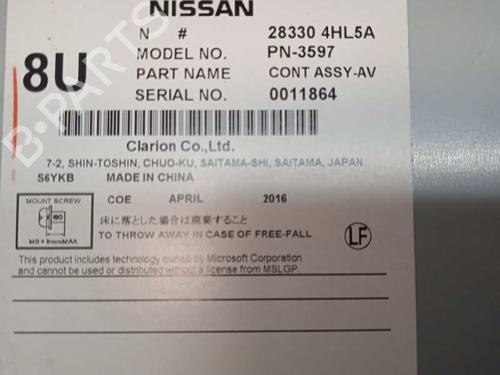 NISSAN
N # 28330 4HL5A
8U
MODEL NO. PN-3597
PART NAME CONT ASSY-AV
SERIAL NO. 0011864
Clarion Co.,Ltd.
7-2, SHIN-TOSHIN, CHUO-KU, SAITAMA-SHI, SAITAMA, JAPAN
S6YKB MADE IN CHINA
MOUNT SCREW
COE APRIL 2016
床に落とした場合は廃棄すること
TO THROW AWAY IN CASE OF FREE-FALL
LF
This product includes technology owned by Microsoft Corporation
and cannot be used or distributed without a license from MSLGP.
B-PARTS